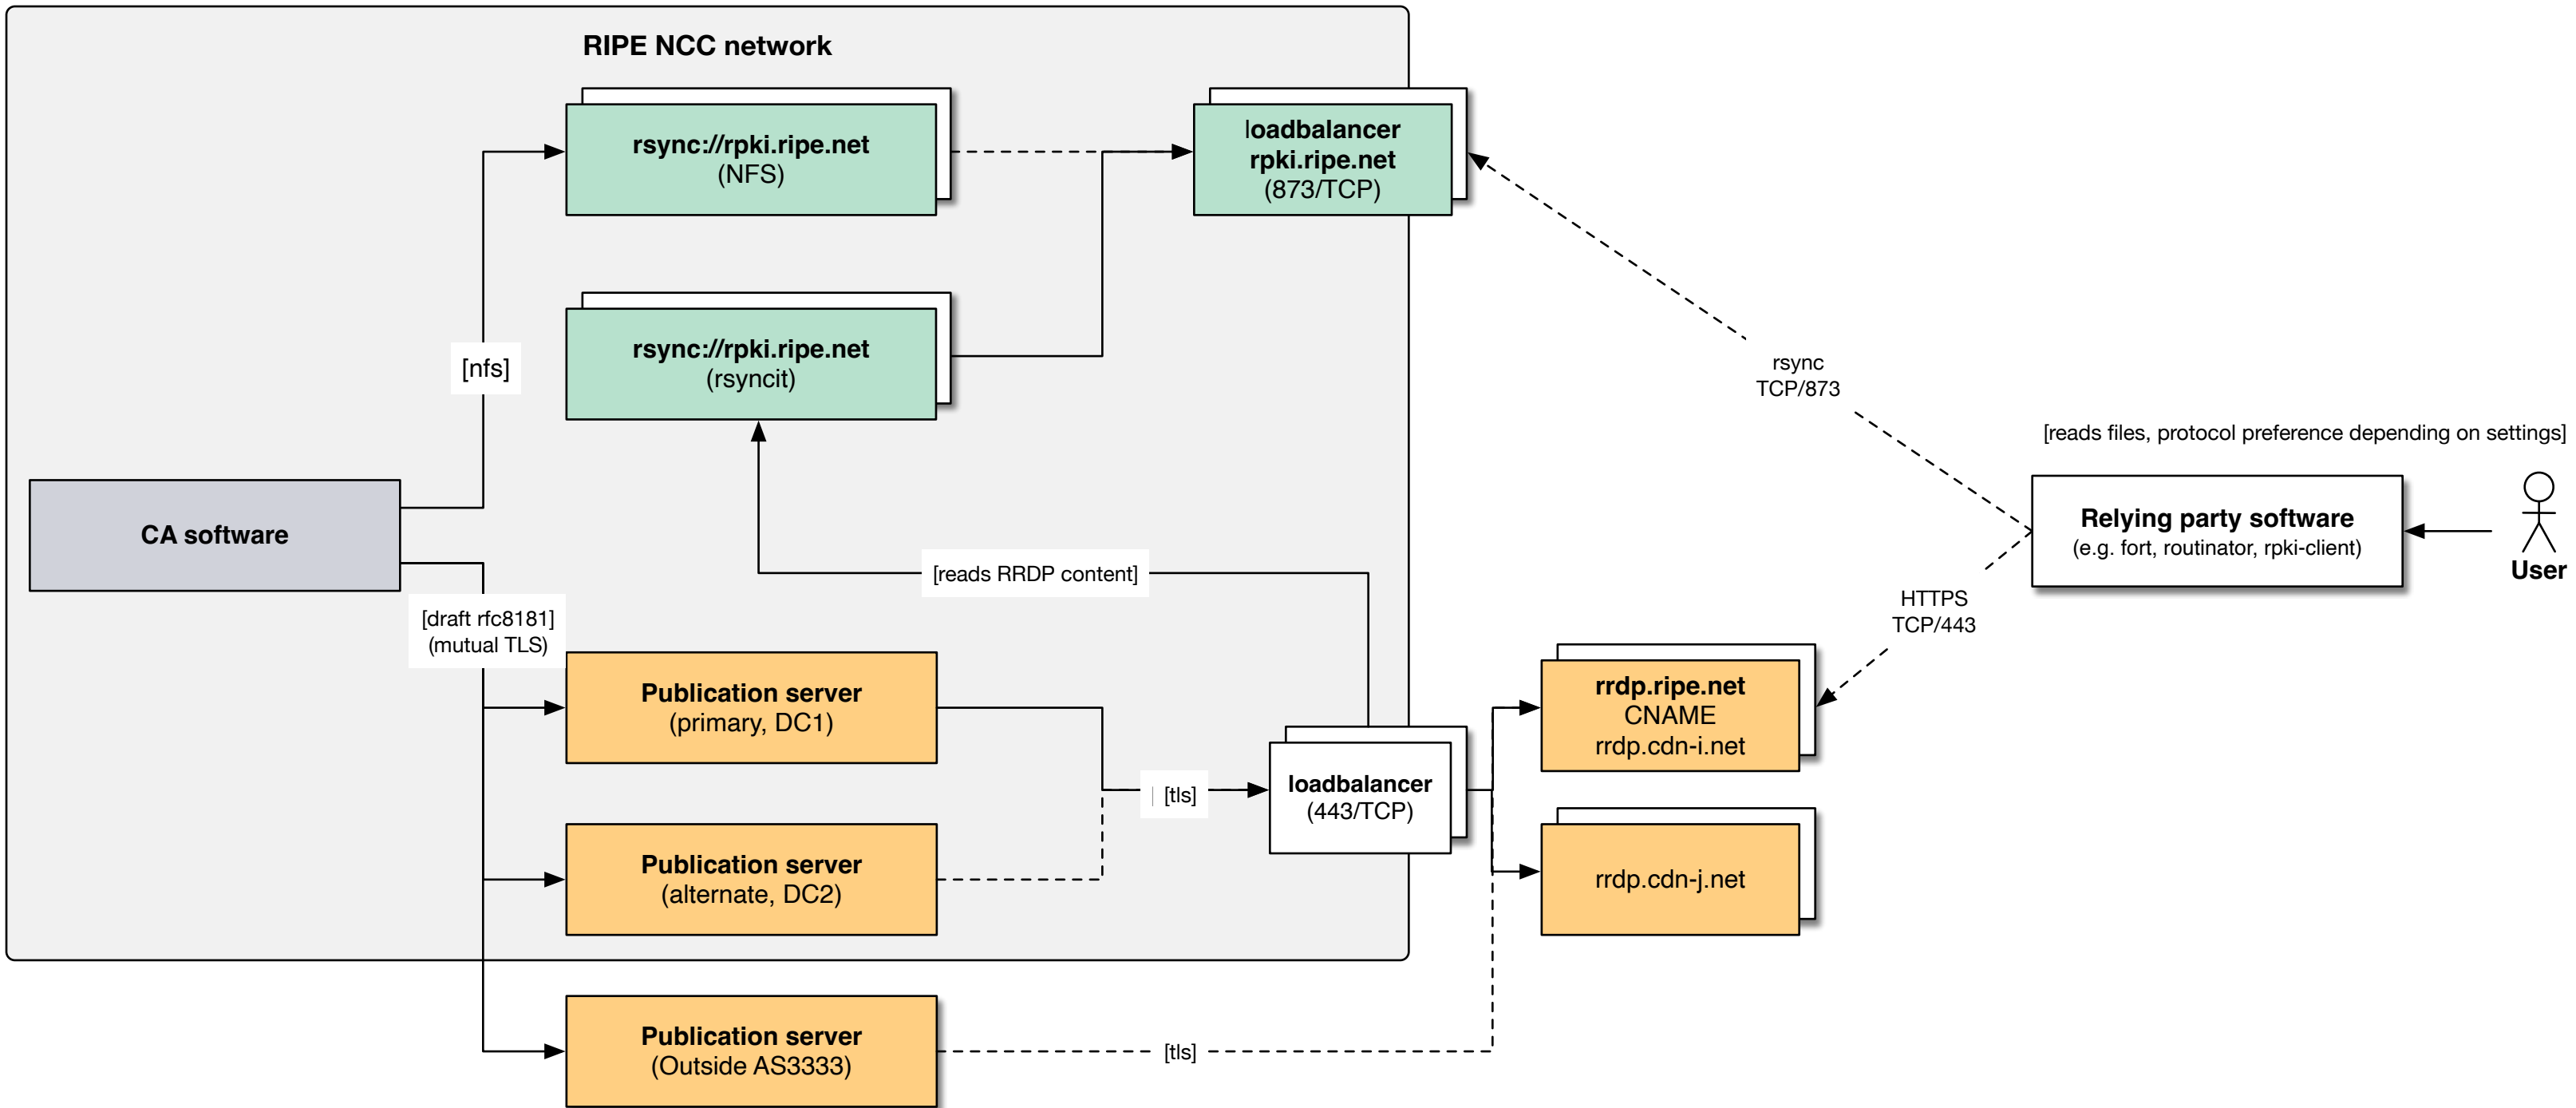 RIPE NCC network
rsync://rpki.ripe.net
(NFS)
loadbalancer
rpki.ripe.net
(873/TCP)
rsync://rpki.ripe.net
(rsyncit)
[nfs]
rsync
TCP/873
[reads files, protocol preference depending on settings]
CA software
Relying party software
(e.g. fort, routinator, rpki-client)
User
[reads RRDP content]
[draft rfc8181]
(mutual TLS)
HTTPS
TCP/443
Publication server
(primary, DC1)
rrdp.ripe.net
CNAME
rrdp.cdn-i.net
[tls]
loadbalancer
(443/TCP)
Publication server
(alternate, DC2)
rrdp.cdn-j.net
Publication server
(Outside AS3333)
[tls]